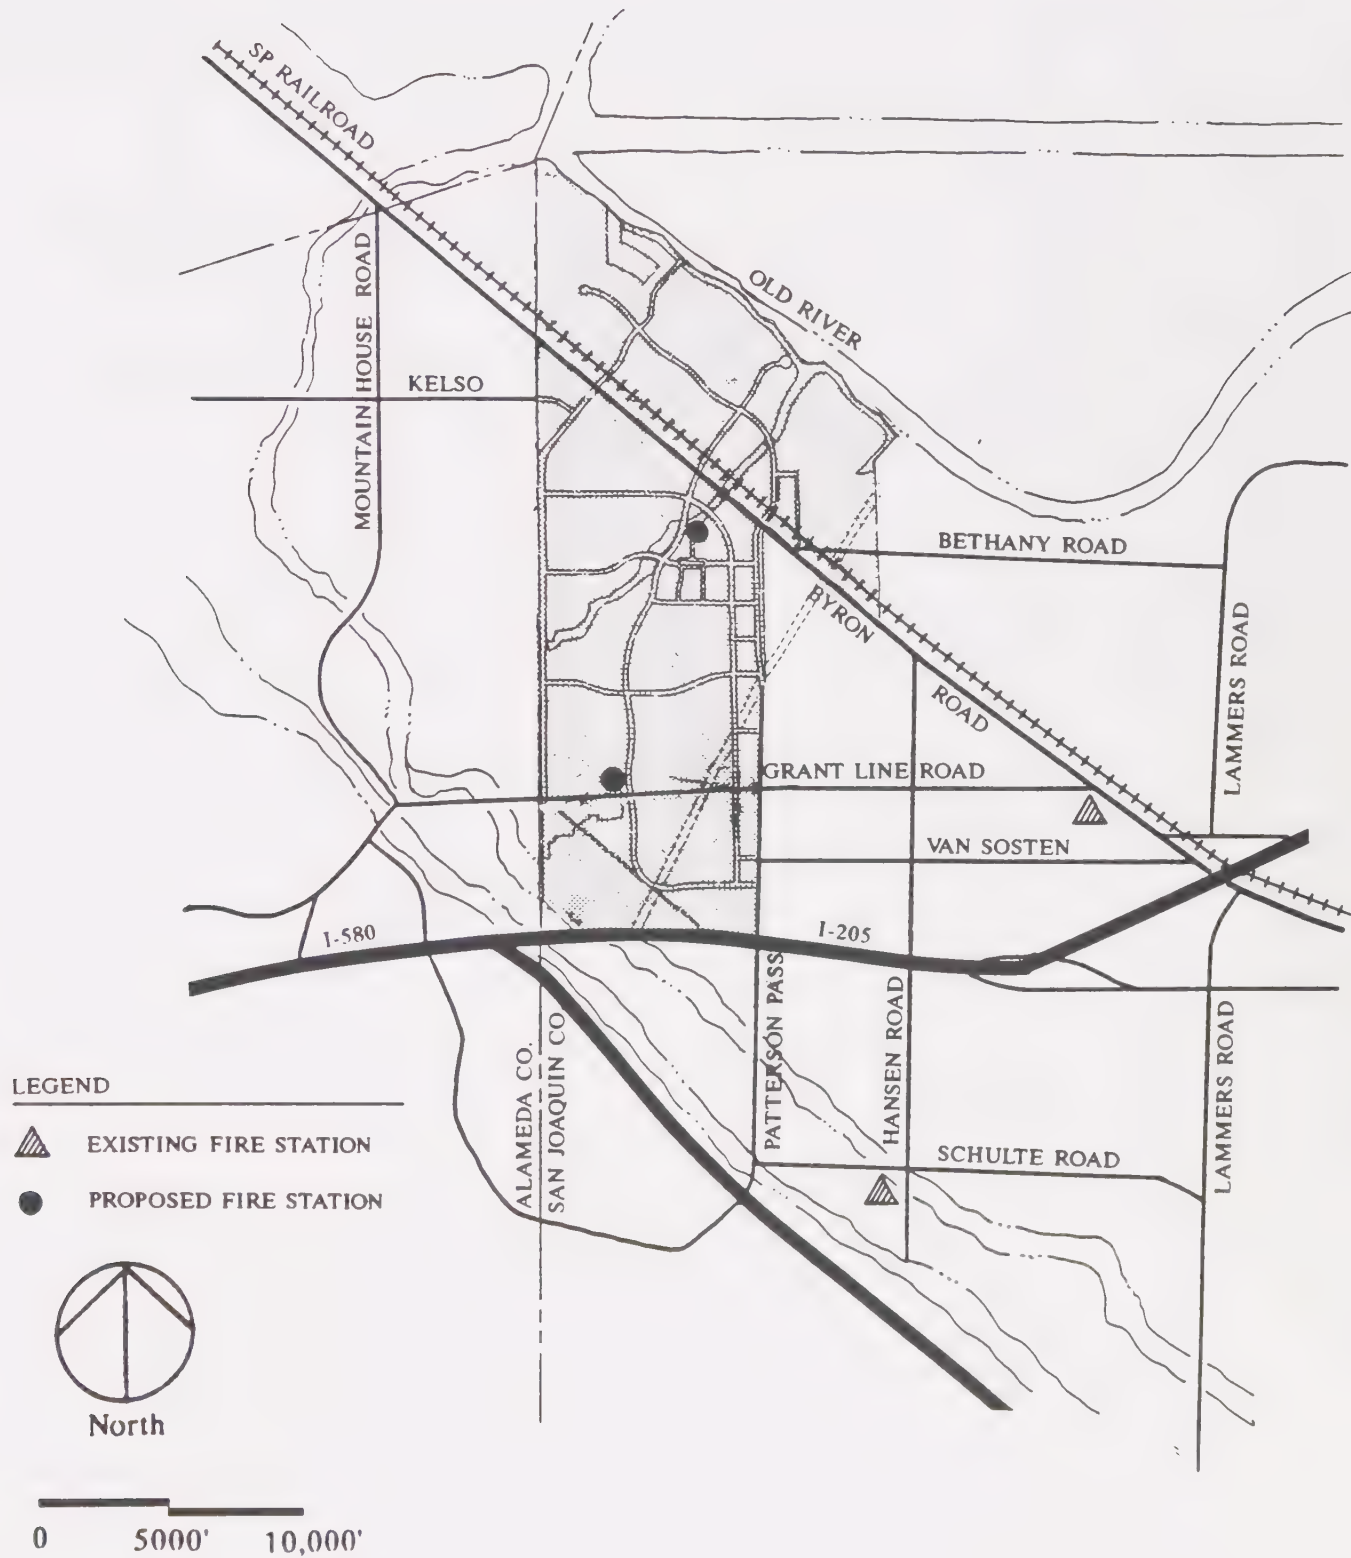 SP RAILROAD
OLD RIVER
MOUNTAIN HOUSE ROAD
KELSO
BETHANY ROAD
BYRON
ROAD
LAMMERS ROAD
GRANT LINE ROAD
VAN SOSTEN
I-580
I-205
PATTERSON PASS
HANSEN ROAD
LAMMERS ROAD
ALAMEDA CO.
SAN JOAQUIN CO
SCHULTE ROAD
LEGEND
EXISTING FIRE STATION
PROPOSED FIRE STATION
North
0 5000' 10,000'